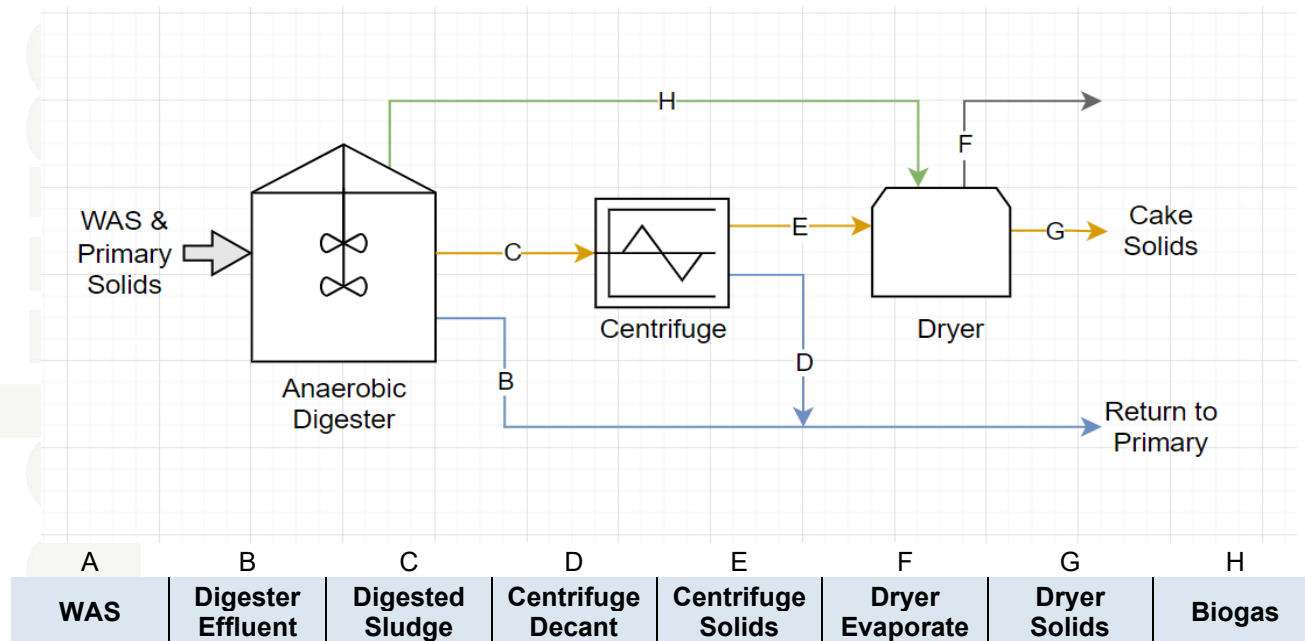 H
F
WAS &
Primary
Solids
C
E
G
Cake
Solids
Centrifuge
Dryer
D
B
Anaerobic
Digester
Return to
Primary
A B C D E F G H
WAS Digester Effluent Digested Sludge Centrifuge Decant Centrifuge Solids Dryer Evaporate Dryer Solids Biogas